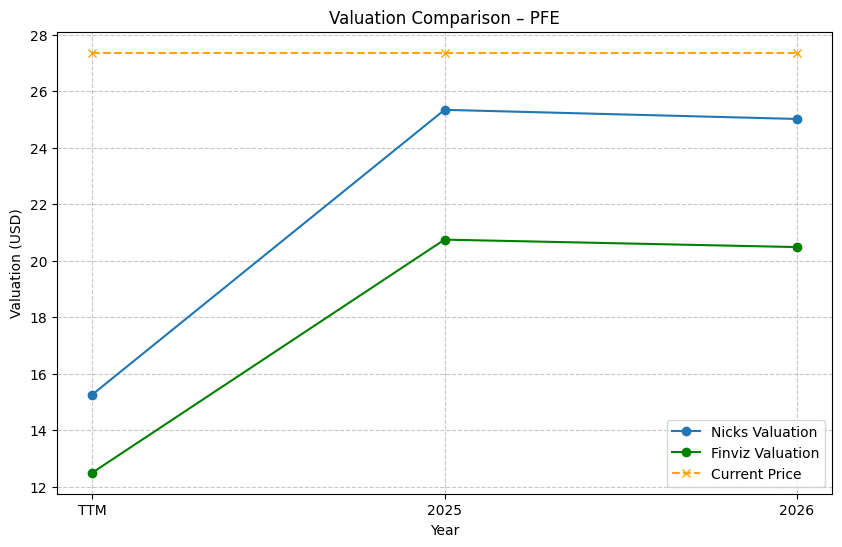 Valuation Comparison – PFE
Valuation (USD)
28
26
24
22
20
18
16
14
12
TTM
2025
2026
Year
Nicks Valuation
Finviz Valuation
Current Price